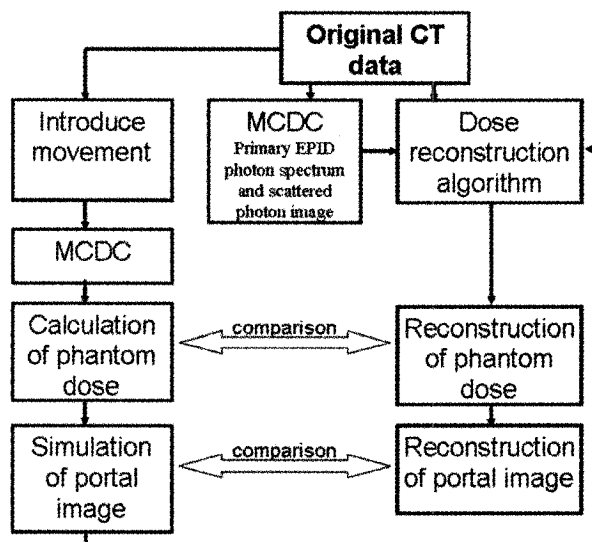 Original CT
data
Introduce
movement
MCDC
Primary EPID
photon spectrum
and scattered
photon image
Dose
reconstruction
algorithm
MCDC
Calculation
of phantom
dose
comparison
Reconstruction
of phantom
dose
Simulation
of portal
image
comparison
Reconstruction
of portal image